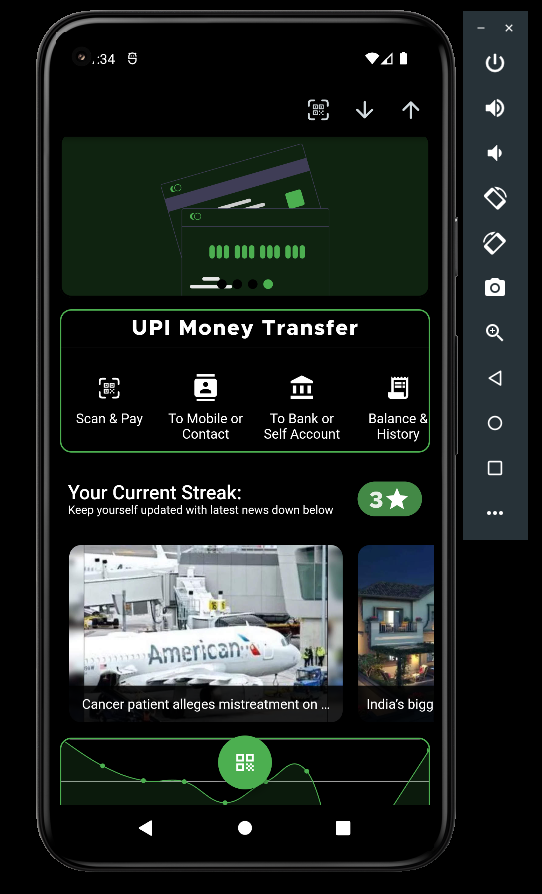 :34
UPI Money Transfer
Scan & Pay
To Mobile or
Contact
To Bank or
Self Account
Balance &
History
Your Current Streak:
3
Keep yourself updated with latest news down below
American
Cancer patient alleges mistreatment on ...
India's bigg